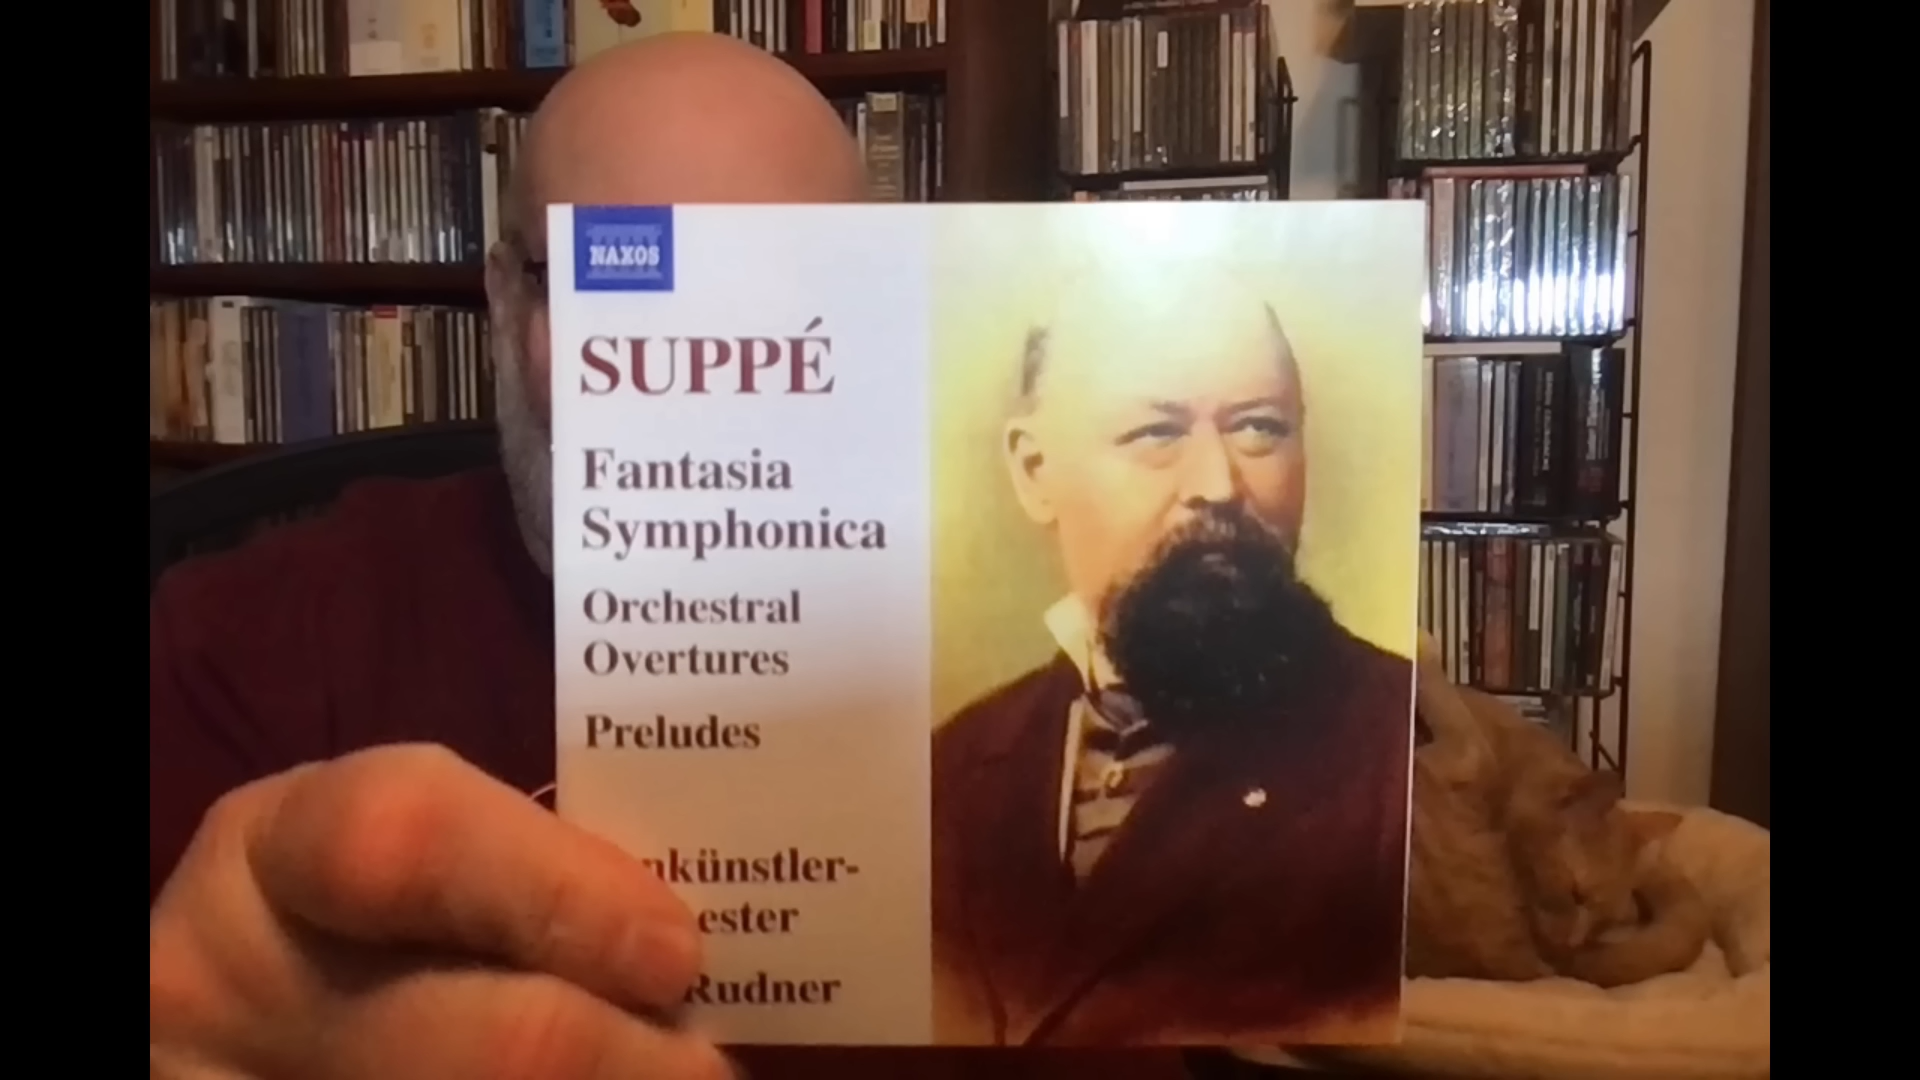 NAXOS
SUPPÉ
Fantasia
Symphonica
Orchestral
Overtures
Preludes
nkünstler-
ester
Rudner